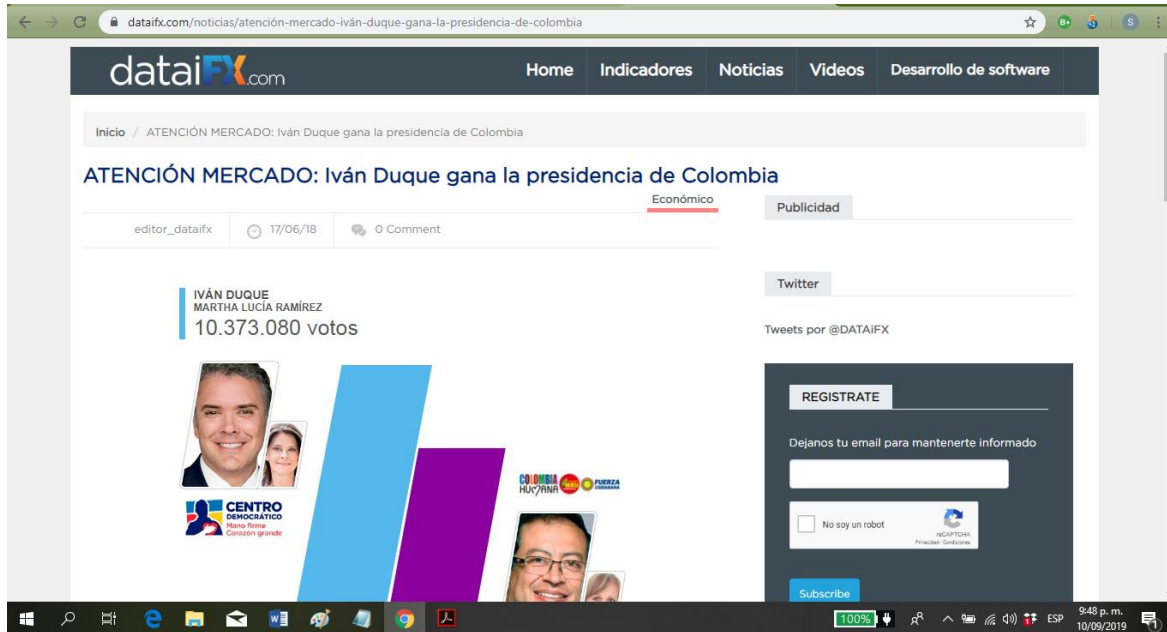 dataifx.com/noticias/atención-mercado-iván-duque-gana-la-presidencia-de-colombia
dataiFX.com
Home Indicadores Noticias Videos Desarrollo de software
Inicio / ATENCIÓN MERCADO: Iván Duque gana la presidencia de Colombia
ATENCIÓN MERCADO: Iván Duque gana la presidencia de Colombia
Económico
editor_dataifx 17/06/18 0 Comment
IVÁN DUQUE
MARTHA LUCÍA RAMÍREZ
10.373.080 votos
CENTRO
DEMOCRÁTICO
Mano firme
Corazón grande
COLOMBIA
HUMANA
FUERZA
CIUDADANA
Publicidad
Twitter
Tweets por @DATAiFX
REGISTRATE
Dejanos tu email para mantenerte informado
No soy un robot
reCAPTCHA
Privacidad - Condiciones
Subscribe
100%
ESP
9:48 p. m.
10/09/2019